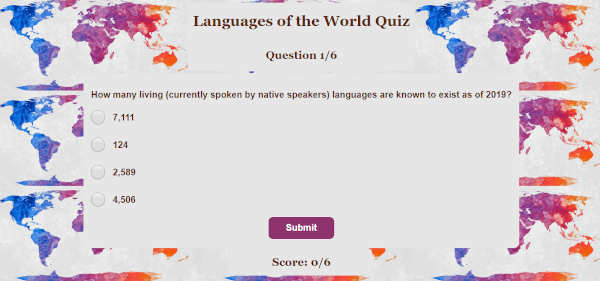 Languages of the World Quiz
Question 1/6
How many living (currently spoken by native speakers) languages are known to exist as of 2019?
7,111
124
2,589
4,506
Submit
Score: 0/6